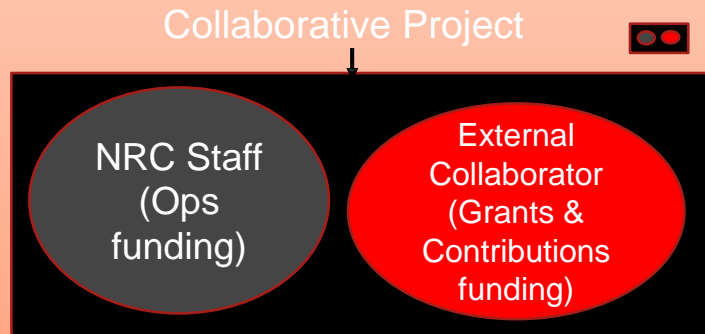 Collaborative Project
NRC Staff
(Ops
funding)
External
Collaborator
(Grants &
Contributions
funding)